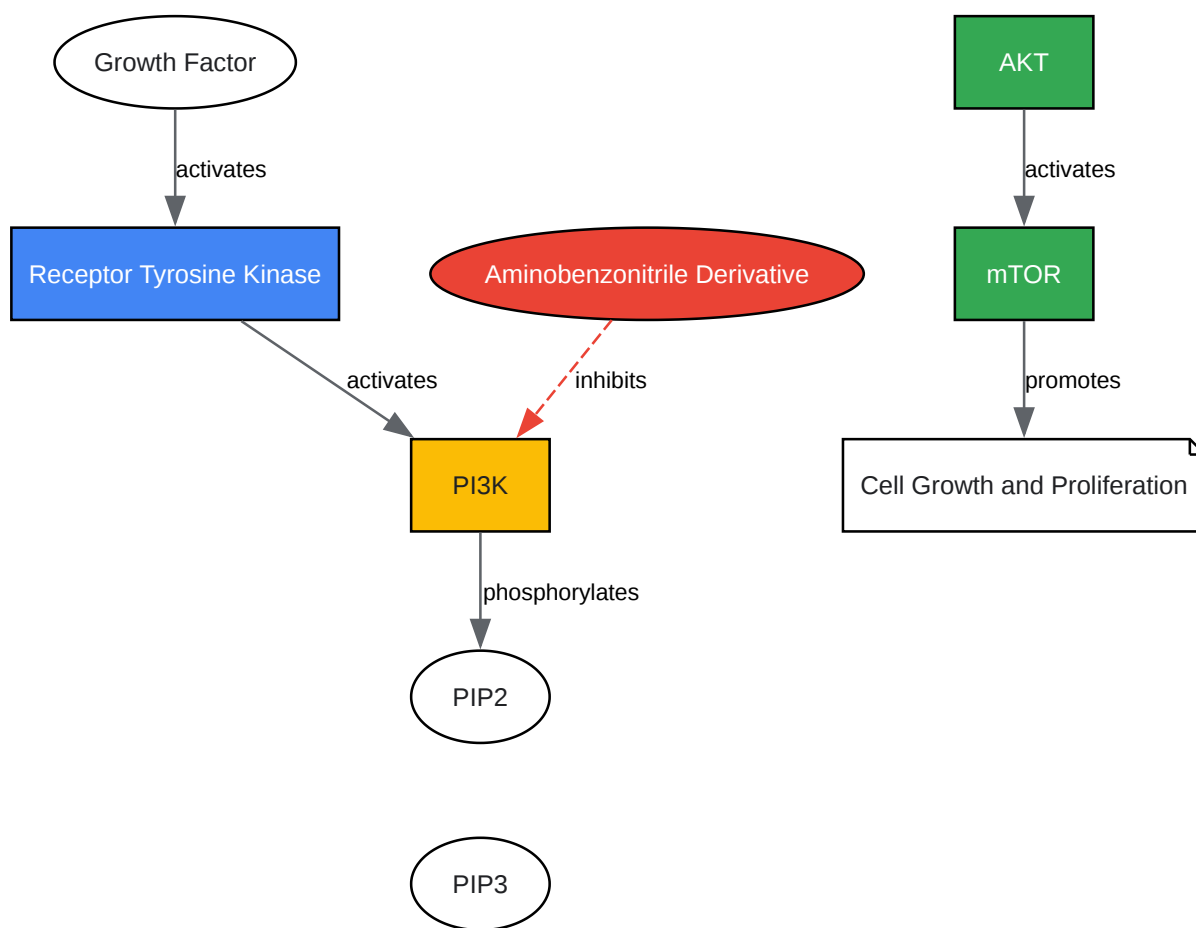 Growth Factor
AKT
activates
activates
Receptor Tyrosine Kinase
Aminobenzonitrile Derivative
mTOR
activates
inhibits
promotes
PI3K
Cell Growth and Proliferation
phosphorylates
PIP2
PIP3